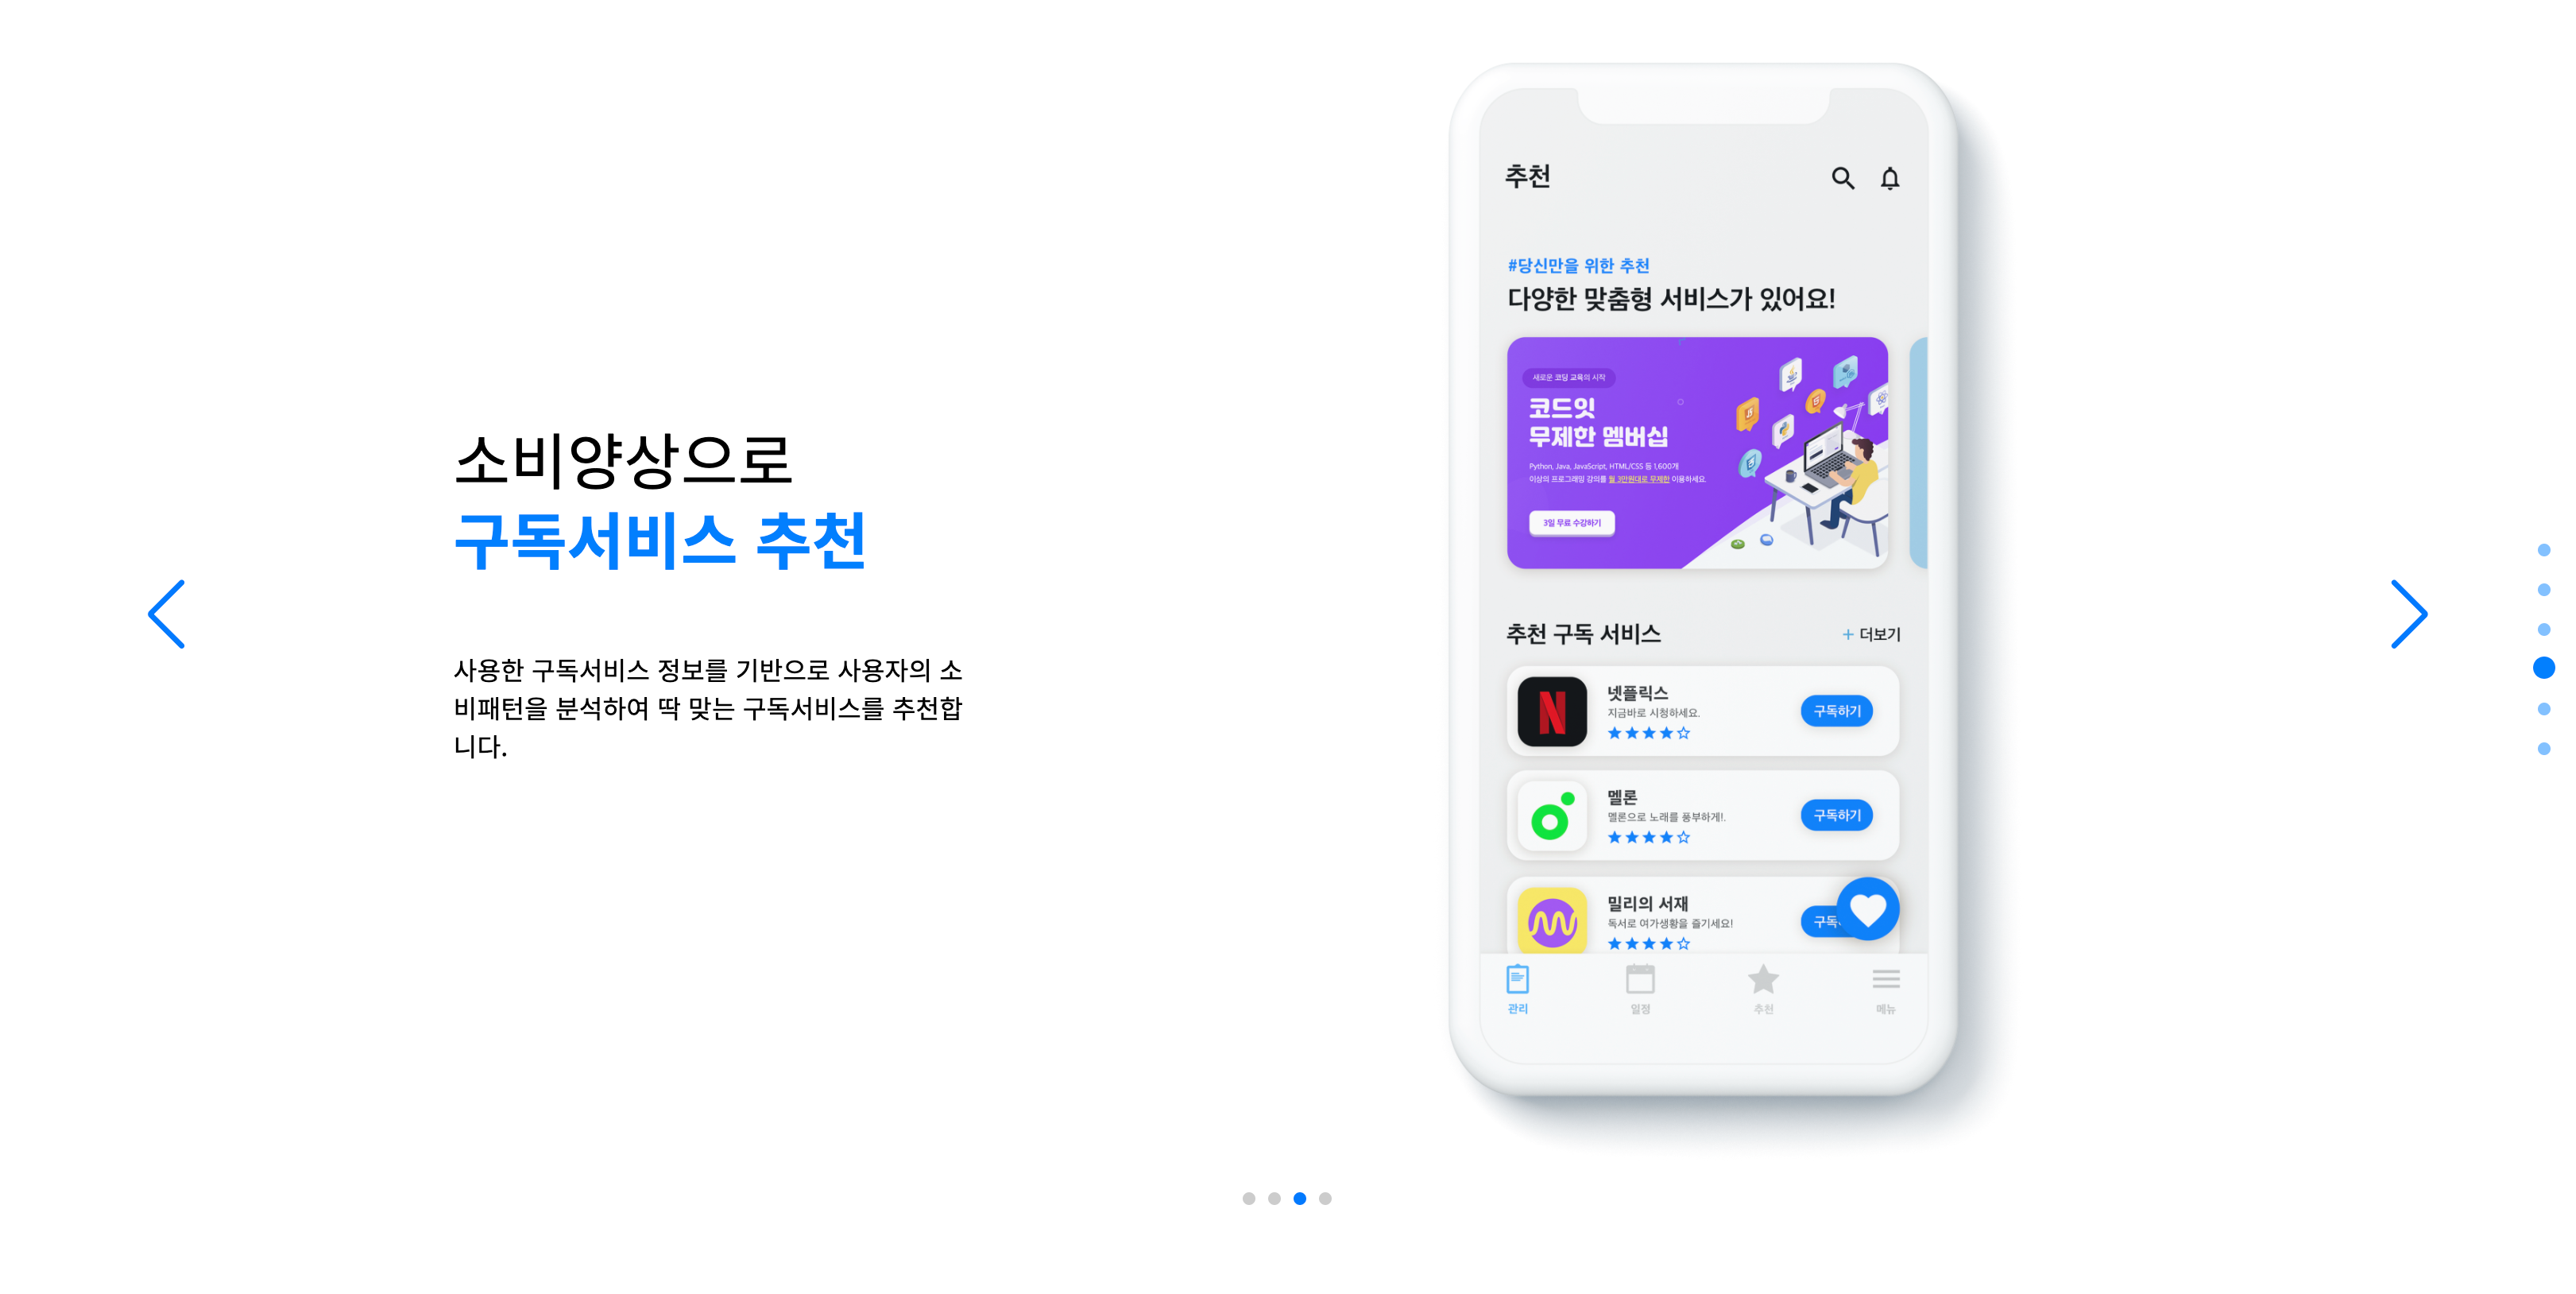 소비양상으로
구독서비스 추천
사용한 구독서비스 정보를 기반으로 사용자의 소
비패턴을 분석하여 딱 맞는 구독서비스를 추천합
니다.
추천
#당신만을 위한 추천
다양한 맞춤형 서비스가 있어요!
새로운 코딩 교육의 시작
코드잇
무제한 멤버십
Python, Java, JavaScript, HTML/CSS 등 1,600개
이상의 프로그래밍 강의를 월 3만원대로 무제한 이용하세요
3일 무료 수강하기
추천 구독 서비스
+ 더보기
넷플릭스
지금바로 시청하세요.
구독하기
멜론
멜론으로 노래를 풍부하게!.
구독하기
밀리의 서재
독서로 여가생활을 즐기세요!
구독
관리
일정
추천
메뉴